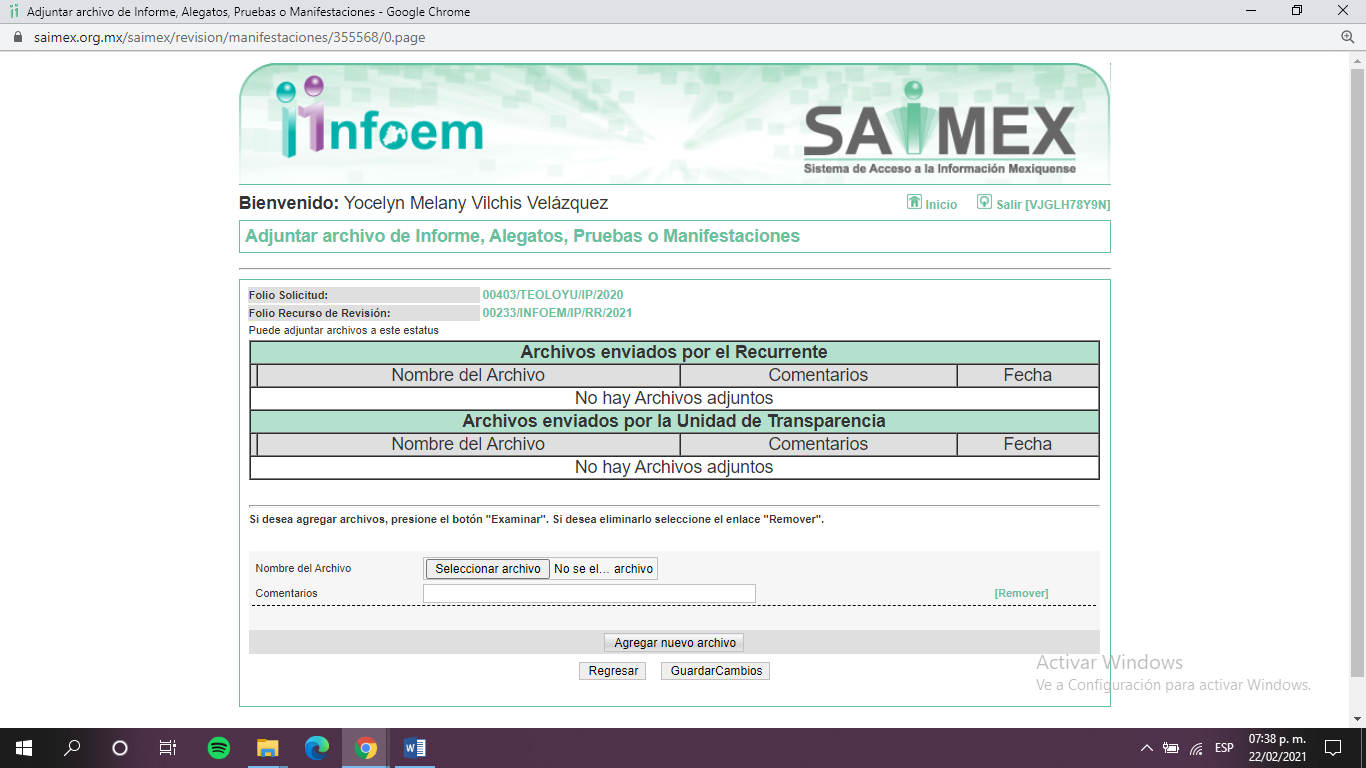 Adjuntar archivo de Informe, Alegatos, Pruebas o Manifestaciones - Google Chrome
saimex.org.mx/saimex/revision/manifestaciones/355568/0.page
infoem
SAIMEX
Sistema de Acceso a la Información Mexiquense
Bienvenido: Yocelyn Melany Vilchis Velázquez
Inicio Salir [VJGLH78Y9N]
Adjuntar archivo de Informe, Alegatos, Pruebas o Manifestaciones
Folio Solicitud: 00403/TEOLOYU/IP/2020
Folio Recurso de Revisión: 00233/INFOEM/IP/RR/2021
Puede adjuntar archivos a este estatus
Archivos enviados por el Recurrente
Nombre del Archivo Comentarios Fecha
No hay Archivos adjuntos
Archivos enviados por la Unidad de Transparencia
Nombre del Archivo Comentarios Fecha
No hay Archivos adjuntos
Si desea agregar archivos, presione el botón "Examinar". Si desea eliminarlo seleccione el enlace "Remover".
Nombre del Archivo Seleccionar archivo No se el... archivo
Comentarios [Remover]
Agregar nuevo archivo
Regresar GuardarCambios
Activar Windows
Ve a Configuración para activar Windows.
ESP
07:38 p. m.
22/02/2021